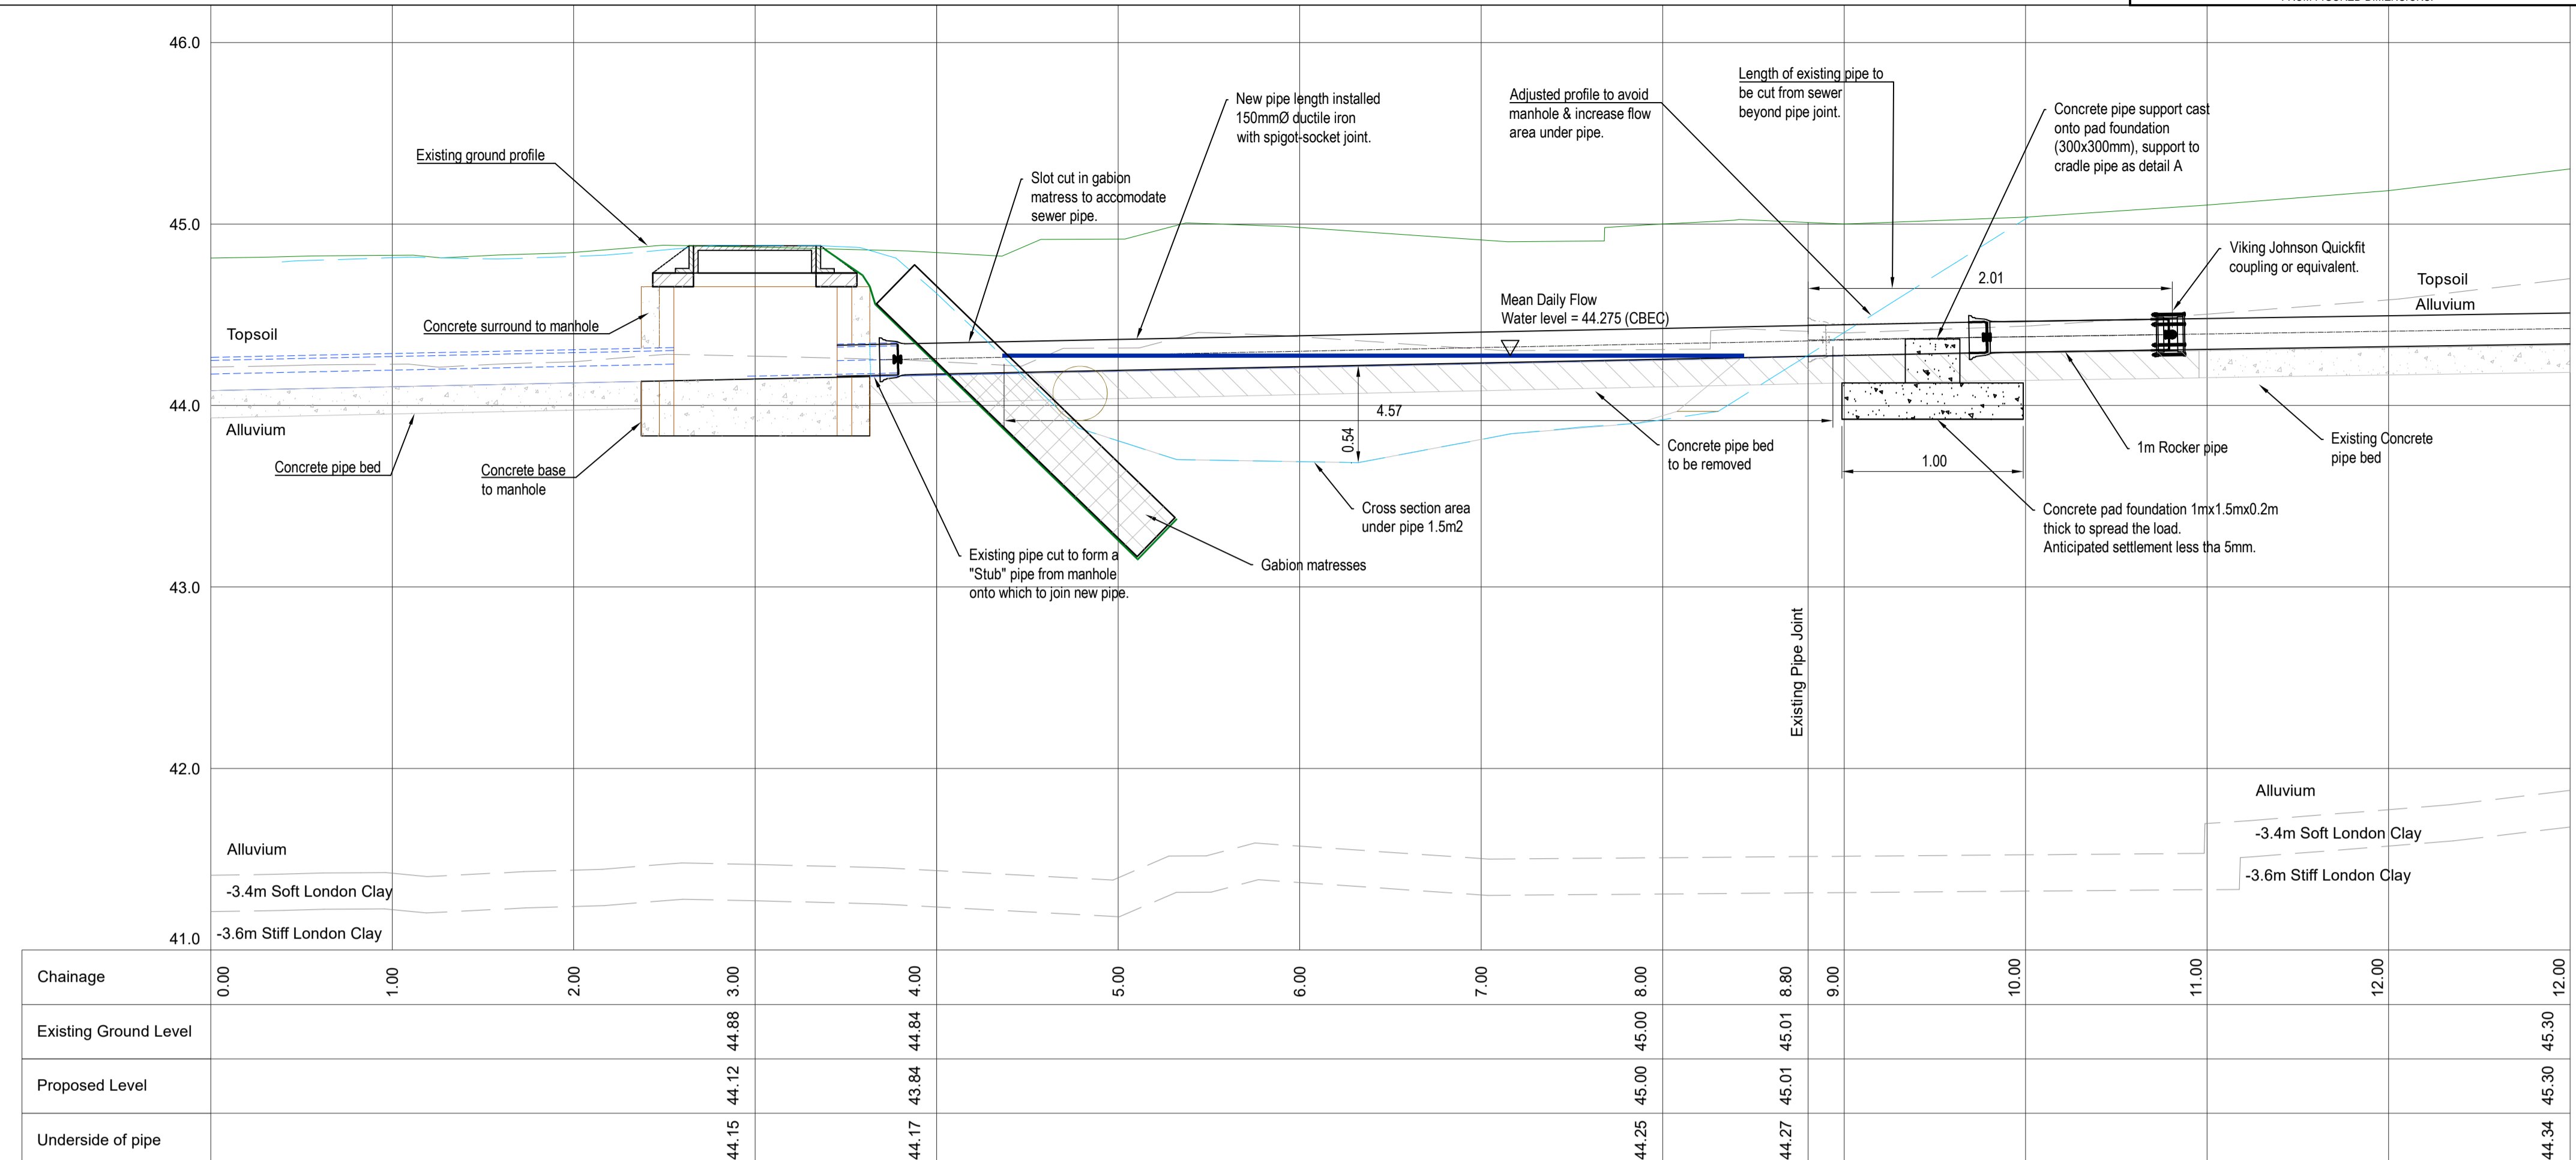 46.0
45.0
44.0
43.0
42.0
41.0
Existing ground profile
Topsoil
Concrete surround to manhole
Alluvium
Concrete pipe bed
Concrete base
to manhole
New pipe length installed
150mmØ ductile iron
with spigot-socket joint.
Slot cut in gabion
matress to accomodate
sewer pipe.
Adjusted profile to avoid
manhole & increase flow
area under pipe.
Length of existing pipe to
be cut from sewer
beyond pipe joint.
Concrete pipe support cast
onto pad foundation
(300x300mm), support to
cradle pipe as detail A
Viking Johnson Quickfit
coupling or equivalent.
Topsoil
Alluvium
2.01
Mean Daily Flow
Water level = 44.275 (CBEC)
4.57
0.54
1.00
Concrete pipe bed
to be removed
1m Rocker pipe
Existing Concrete
pipe bed
Cross section area
under pipe 1.5m2
Concrete pad foundation 1mx1.5mx0.2m
thick to spread the load.
Anticipated settlement less tha 5mm.
Existing pipe cut to form a
"Stub" pipe from manhole
onto which to join new pipe.
Gabion matresses
Existing Pipe Joint
Alluvium
-3.4m Soft London Clay
-3.6m Stiff London Clay
Alluvium
-3.4m Soft London Clay
-3.6m Stiff London Clay
Chainage 0.00 1.00 2.00 3.00 4.00 5.00 6.00 7.00 8.00 8.80 9.00 10.00 11.00 12.00 12.00
Existing Ground Level 44.88 44.84 45.00 45.01 45.30
Proposed Level 44.12 43.84 45.00 45.01 45.30
Underside of pipe 44.15 44.17 44.25 44.27 44.34